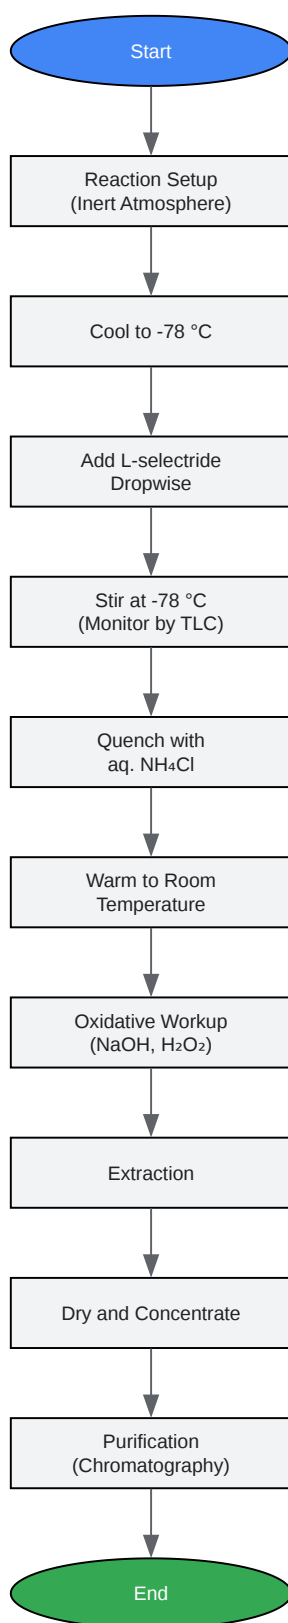 Start
Reaction Setup
(Inert Atmosphere)
Cool to -78 °C
Add L-selectride
Dropwise
Stir at -78 °C
(Monitor by TLC)
Quench with
aq. NH₄Cl
Warm to Room
Temperature
Oxidative Workup
(NaOH, H₂O₂)
Extraction
Dry and Concentrate
Purification
(Chromatography)
End